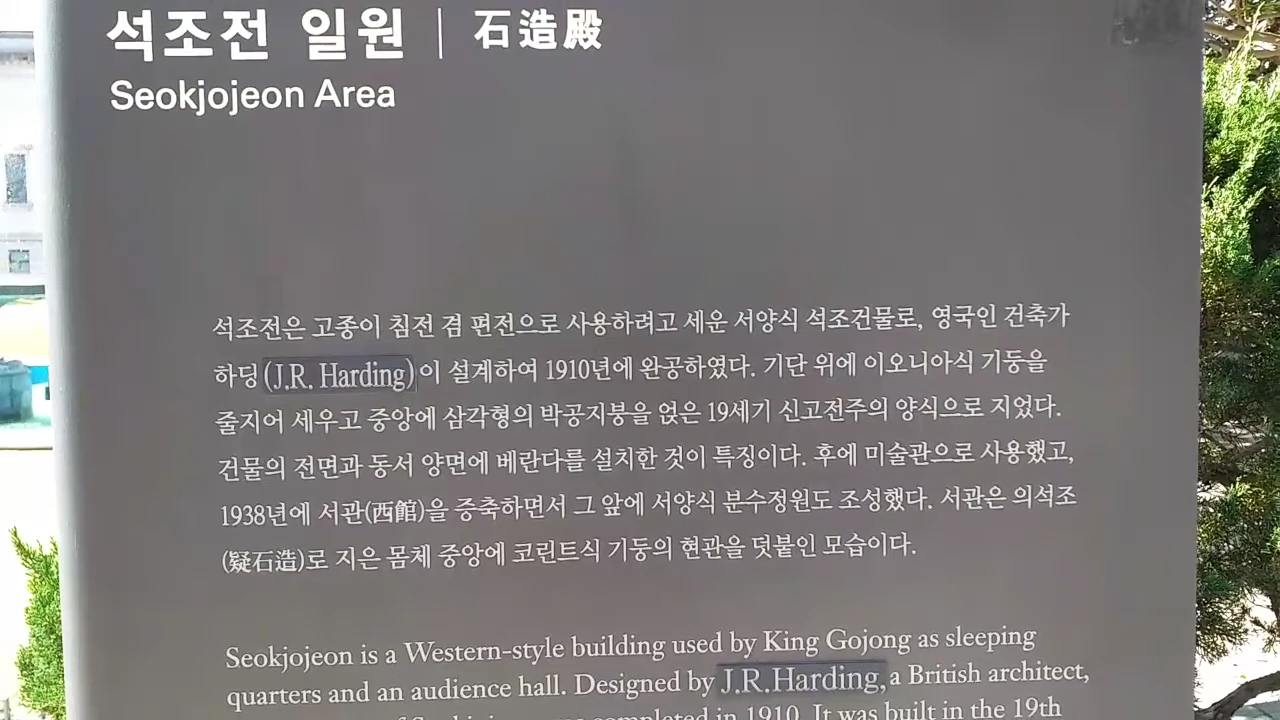 석조전 일원 | 石造殿
Seokjojeon Area
석조전은 고종이 침전 겸 편전으로 사용하려고 세운 서양식 석조건물로, 영국인 건축가
하딩(J.R. Harding)이 설계하여 1910년에 완공하였다. 기단 위에 이오니아식 기둥을
줄지어 세우고 중앙에 삼각형의 박공지붕을 얹은 19세기 신고전주의 양식으로 지었다.
건물의 전면과 동서 양면에 베란다를 설치한 것이 특징이다. 후에 미술관으로 사용했고,
1938년에 서관(西館)을 증축하면서 그 앞에 서양식 분수정원도 조성했다. 서관은 의석조
(疑石造)로 지은 몸체 중앙에 코린트식 기둥의 현관을 덧붙인 모습이다.
Seokjojeon is a Western-style building used by King Gojong as sleeping
quarters and an audience hall. Designed by J.R.Harding, a British architect,
completed in 1910. It was built in the 19th